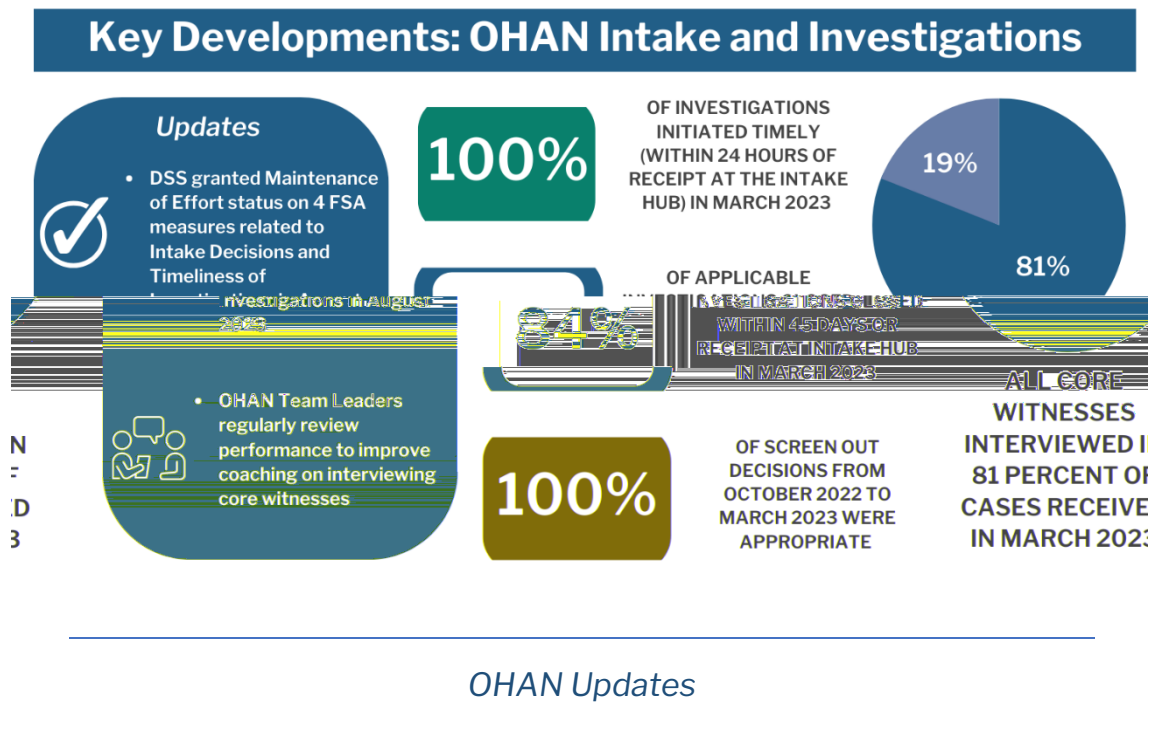 Key Developments: OHAN Intake and Investigations
Updates
• DSS granted Maintenance
of Effort status on 4 FSA
measures related to
Intake Decisions and
Timeliness of
Investigations in August
• OHAN Team Leaders
regularly review
performance to improve
coaching on interviewing
core witnesses
100%
OF INVESTIGATIONS
INITIATED TIMELY
(WITHIN 24 HOURS OF
RECEIPT AT THE INTAKE
HUB) IN MARCH 2023
84%
OF APPLICABLE
WITHIN 45 DAYS OR
RECEIPT AT INTAKE HUB
IN MARCH 2023
100%
OF SCREEN OUT
DECISIONS FROM
OCTOBER 2022 TO
MARCH 2023 WERE
APPROPRIATE
19%
81%
ALL CORE
WITNESSES
INTERVIEWED IN
81 PERCENT OF
CASES RECEIVED
IN MARCH 2023
OHAN Updates